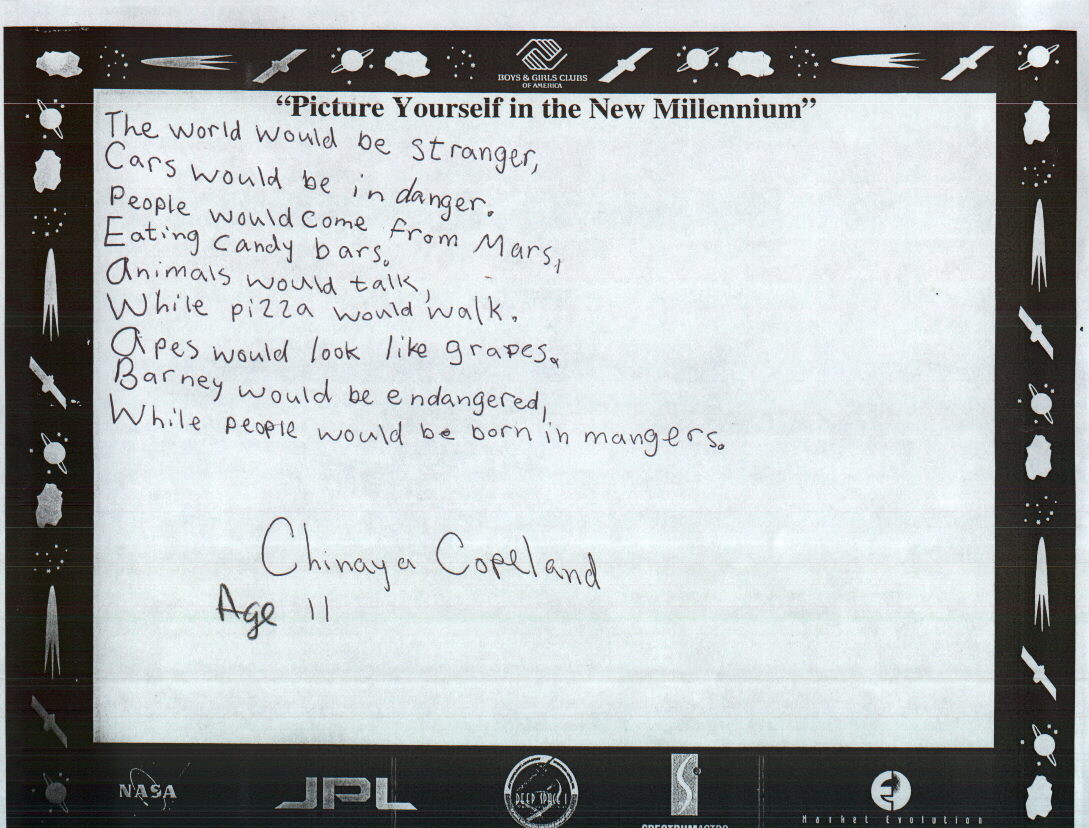 BOYS & GIRLS CLUBS
OF AMERICA
“Picture Yourself in the New Millennium”
The world would be stranger,
Cars would be in danger.
People would come from Mars,
Eating candy bars.
Animals would talk,
While pizza would walk.
Apes would look like grapes.
Barney would be endangered,
While people would be born in mangers.
Chinaya Copeland
Age 11
NASA
JPL
DEEP SPACE 1
SPECTRUMASTRO
Market Evolution